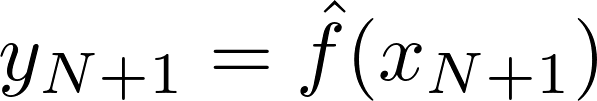 $y_{N+1} = \hat{f}(x_{N+1})$